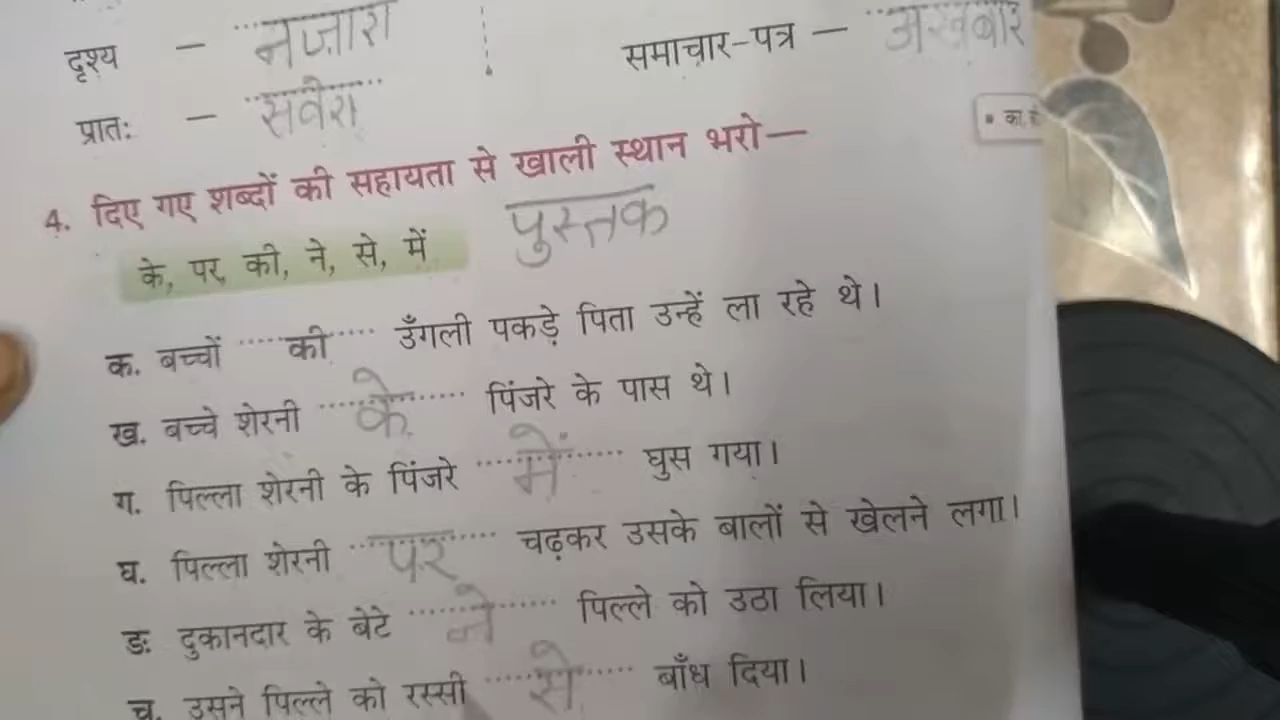 दृश्य — नज़ारा
समाचार-पत्र — अखबार
प्रातः — सवेरा
• का,
4. दिए गए शब्दों की सहायता से खाली स्थान भरो—
के, पर, की, ने, से, में
पुस्तक
क. बच्चों की उँगली पकड़े पिता उन्हें ला रहे थे।
ख. बच्चे शेरनी के पिंजरे के पास थे।
ग. पिल्ला शेरनी के पिंजरे में घुस गया।
घ. पिल्ला शेरनी पर चढ़कर उसके बालों से खेलने लगा।
ङ. दुकानदार के बेटे ने पिल्ले को उठा लिया।
च. उसने पिल्ले को रस्सी से बाँध दिया।